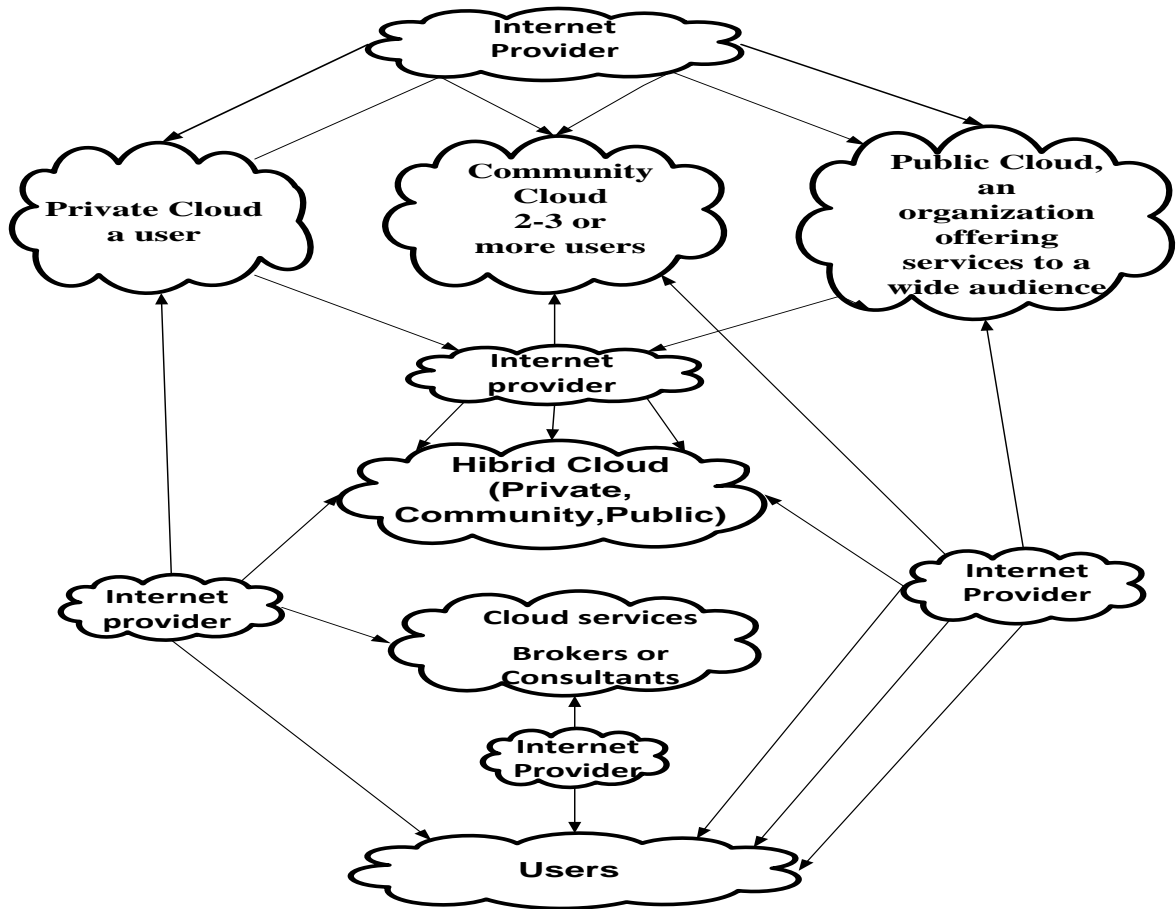 Internet
Provider
Private Cloud
a user
Community
Cloud
2-3 or
more users
Public Cloud,
an
organization
offering
services to a
wide audience
Internet
provider
Hibrid Cloud
(Private,
Community,Public)
Internet
provider
Internet
Provider
Cloud services
Brokers or
Consultants
Internet
Provider
Users